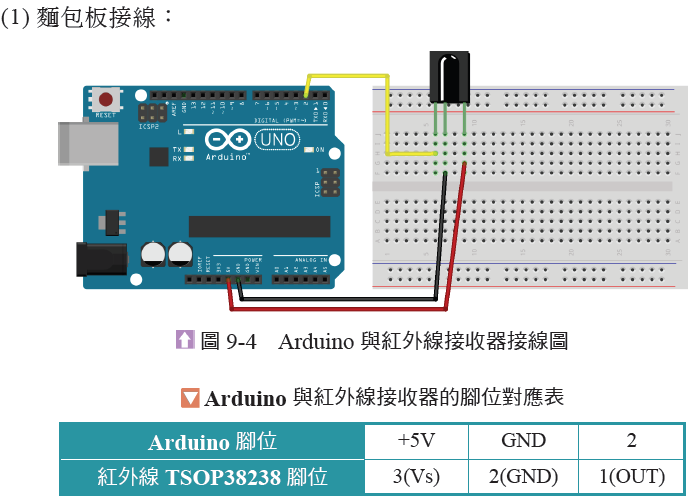 (1) 麵包板接線：
RESET
ICSP2
AREF
GND
13
12
~11
~10
~9
8
7
~6
~5
4
~3
2
TX▸1
RX◂0
DIGITAL (PWM=~)
L
TX
RX
Arduino™
UNO
ON
ICSP
1
IOREF
RESET
3V3
5V
GND
GND
VIN
POWER
ANALOG IN
A0
A1
A2
A3
A4
A5
圖 9-4　Arduino 與紅外線接收器接線圖
Arduino 與紅外線接收器的腳位對應表
Arduino 腳位 +5V GND 2
紅外線 TSOP38238 腳位 3(Vs) 2(GND) 1(OUT)